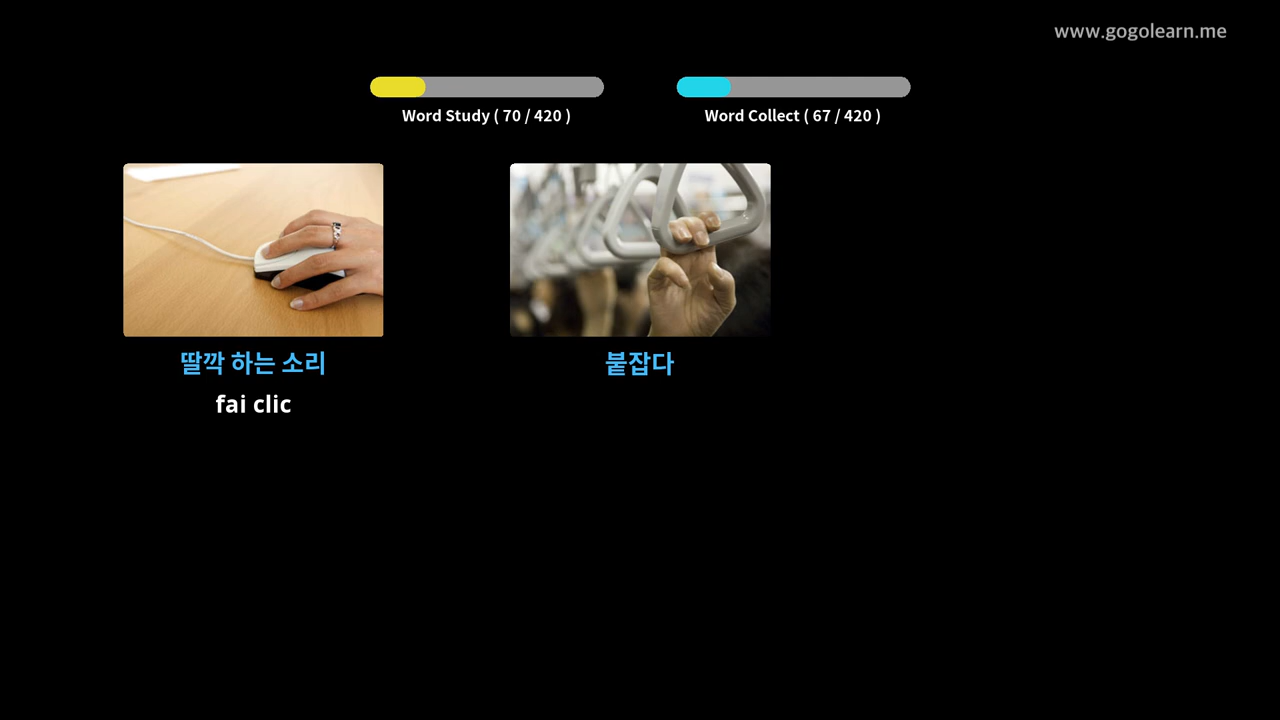 www.gogolearn.me
Word Study ( 70 / 420 )
Word Collect ( 67 / 420 )
딸깍 하는 소리
fai clic
붙잡다